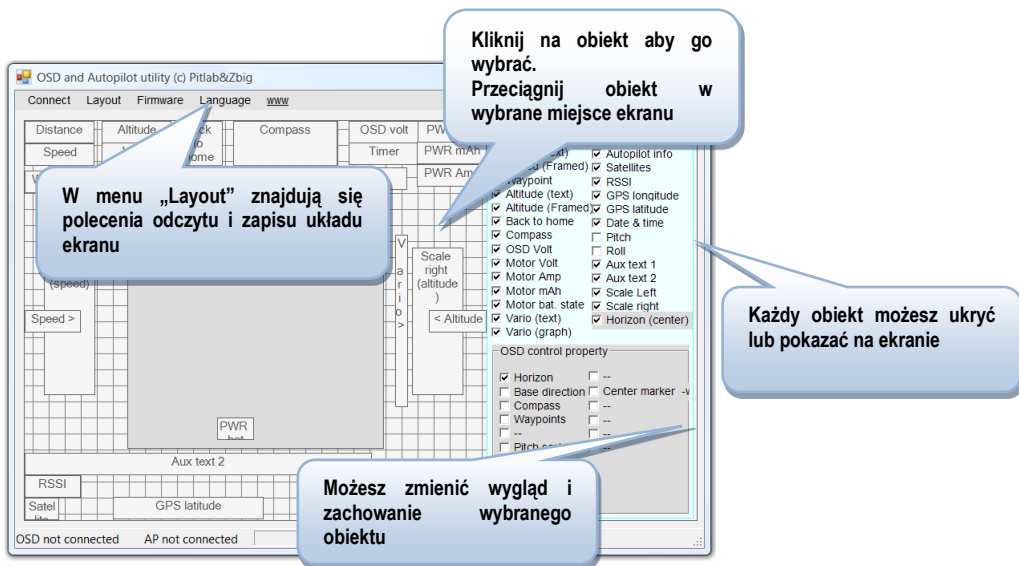 Kliknij na obiekt aby go
wybrać.
Przeciągnij obiekt w
wybrane miejsce ekranu
OSD and Autopilot utility (c) Pitlab&Zbig
Connect Layout Firmware Language www
Distance Altitude to Compass OSD volt
Speed Timer PWR mAh
W menu „Layout” znajdują się
polecenia odczytu i zapisu układu
ekranu
(Framed)
Waypoint
Altitude (text)
Altitude (Framed)
Back to home
Compass
OSD Volt
Motor Volt
Motor Amp
Motor mAh
Motor bat. state
Vario (text)
Vario (graph)
Autopilot info
Satellites
RSSI
GPS longitude
GPS latitude
Date & time
Pitch
Roll
Aux text 1
Aux text 2
Scale Left
Scale right
Horizon (center)
(speed)
Speed >
Scale
right
(altitude
)
< Altitude
Każdy obiekt możesz ukryć
lub pokazać na ekranie
OSD control property
Horizon --
Base direction Center marker
Compass --
Waypoints --
-- --
PWR
Aux text 2
RSSI
Satel
GPS latitude
Możesz zmienić wygląd i
zachowanie wybranego
obiektu
OSD not connected AP not connected